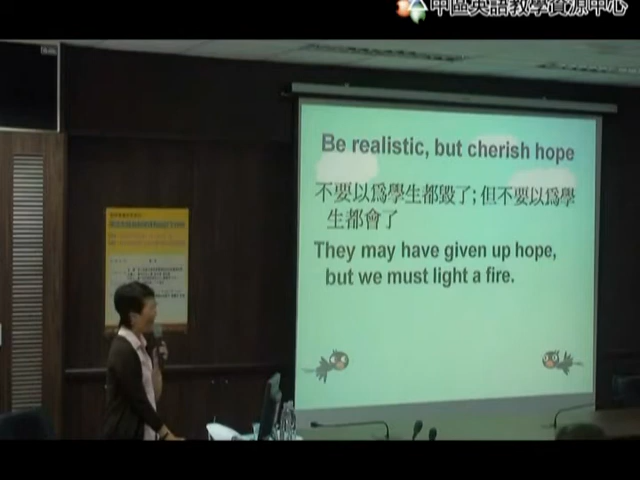 中區英語教學資源中心
Be realistic, but cherish hope
不要以為學生都毀了; 但不要以為學
生都會了
They may have given up hope,
but we must light a fire.